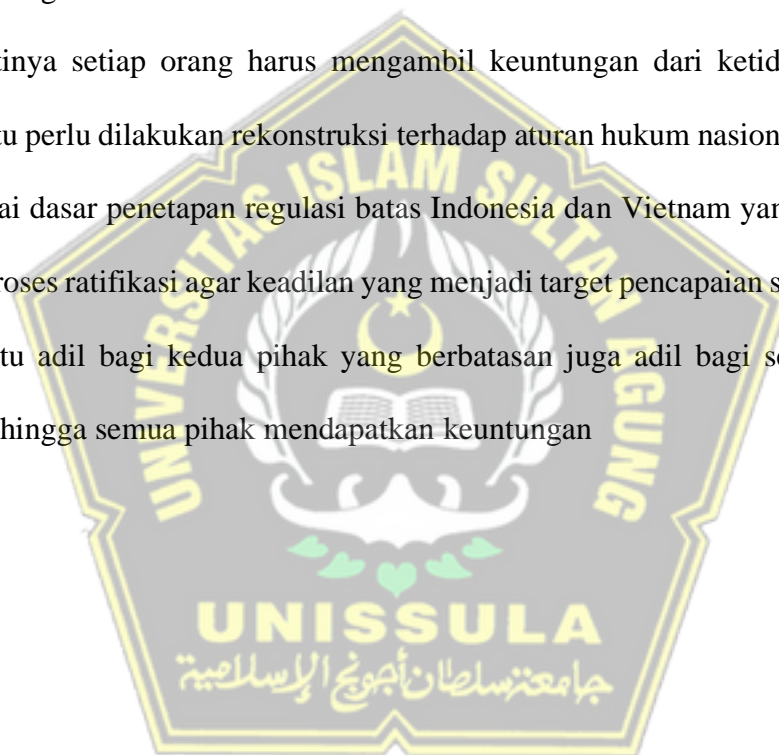 tinya setiap orang harus mengambil keuntungan dari ketid
tu perlu dilakukan rekonstruksi terhadap aturan hukum nasion
ai dasar penetapan regulasi batas Indonesia dan Vietnam yan
roses ratifikasi agar keadilan yang menjadi target pencapaian s
tu adil bagi kedua pihak yang berbatasan juga adil bagi se
hingga semua pihak mendapatkan keuntungan
UNIVERSITAS ISLAM SULTAN AGUNG
UNISSULA
جامعتنسلطان أجونج الإسلامية